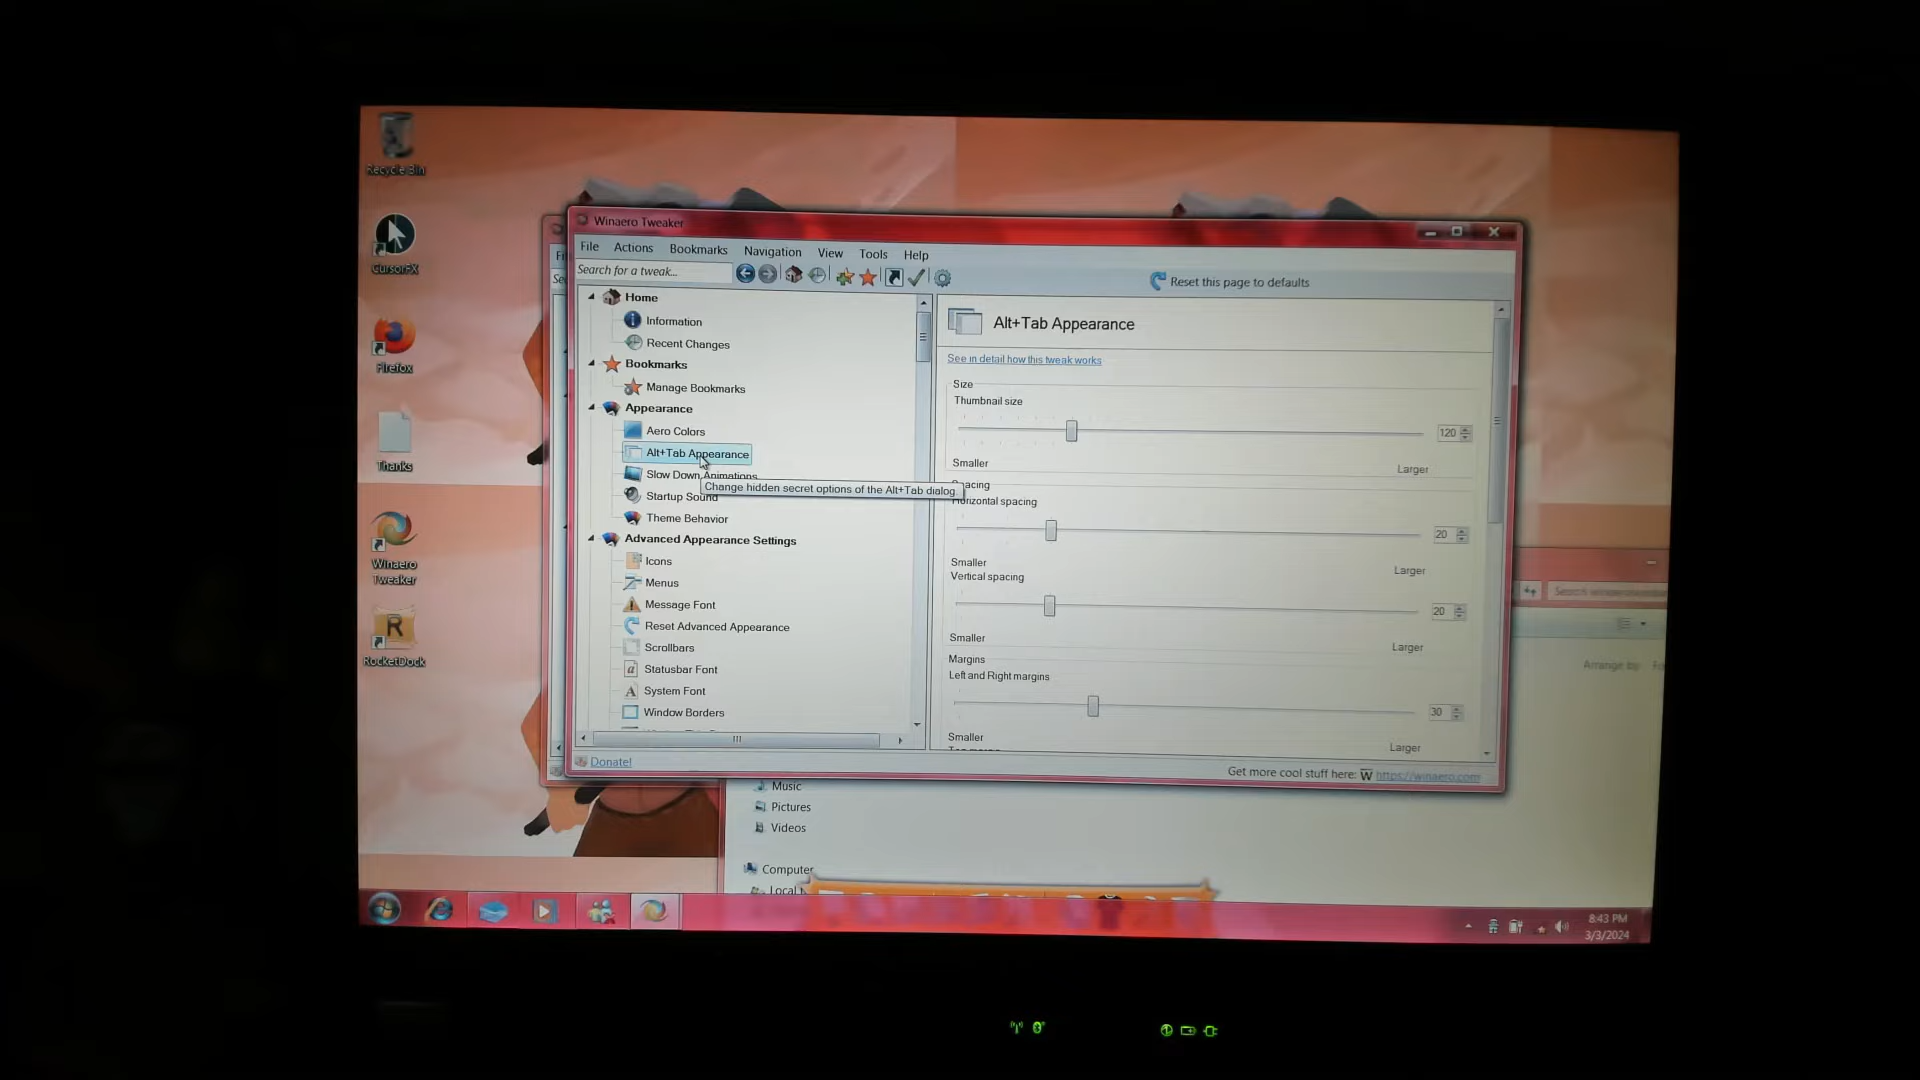 Recycle Bin
CursorFX
Firefox
Thanks
Winaero
Tweaker
RocketDock
Winaero Tweaker
File Actions Bookmarks Navigation View Tools Help
Search for a tweak...
Reset this page to defaults
Home
Information
Recent Changes
Bookmarks
Manage Bookmarks
Appearance
Aero Colors
Alt+Tab Appearance
Slow Down Animations
Change hidden secret options of the Alt+Tab dialog
Startup Sound
Theme Behavior
Advanced Appearance Settings
Icons
Menus
Message Font
Reset Advanced Appearance
Scrollbars
Statusbar Font
System Font
Window Borders
Donate!
Alt+Tab Appearance
See in detail how this tweak works
Size
Thumbnail size
120
Smaller Larger
Horizontal spacing
20
Smaller Larger
Vertical spacing
20
Smaller Larger
Margins
Left and Right margins
30
Smaller Larger
Get more cool stuff here: W https://winaero.com
Arrange by
Music
Pictures
Videos
Computer
Local
8:43 PM
3/3/2024